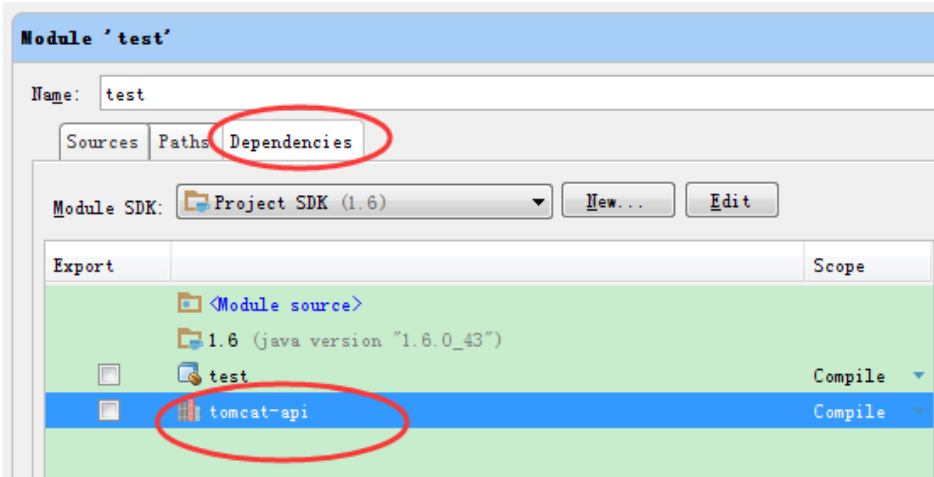 Module 'test'
Name: test
Sources Paths Dependencies
Module SDK: Project SDK (1.6) New... Edit
Export Scope
<Module source>
1.6 (java version "1.6.0_43")
test Compile
tomcat-api Compile